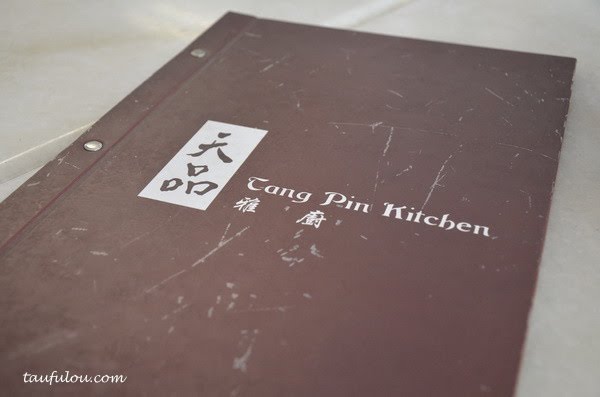 天品
Tang Pin Kitchen
雅廚
taufulou.com